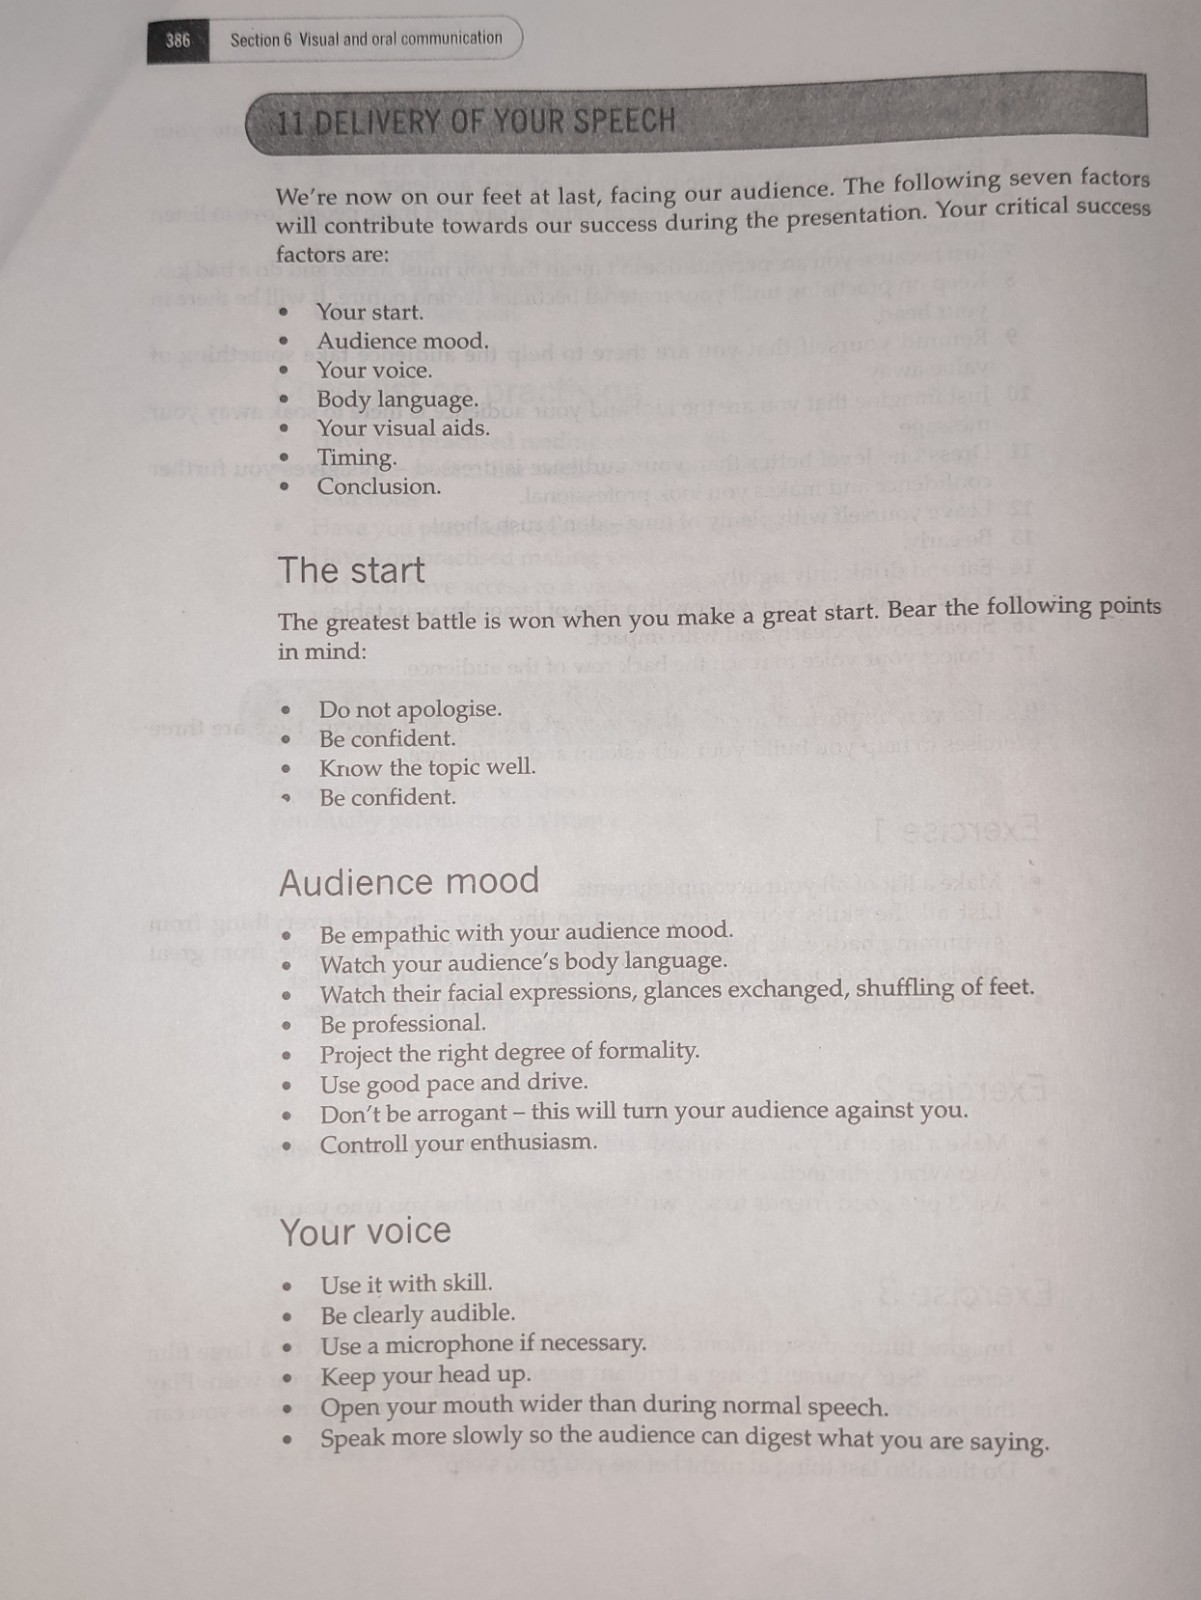 386 Section 6 Visual and oral communication
11 DELIVERY OF YOUR SPEECH
We're now on our feet at last, facing our audience. The following seven factors
will contribute towards our success during the presentation. Your critical success
factors are:
• Your start.
• Audience mood.
• Your voice.
• Body language.
• Your visual aids.
• Timing.
• Conclusion.
The start
The greatest battle is won when you make a great start. Bear the following points
in mind:
• Do not apologise.
• Be confident.
• Know the topic well.
• Be confident.
Audience mood
• Be empathic with your audience mood.
• Watch your audience's body language.
• Watch their facial expressions, glances exchanged, shuffling of feet.
• Be professional.
• Project the right degree of formality.
• Use good pace and drive.
• Don't be arrogant – this will turn your audience against you.
• Controll your enthusiasm.
Your voice
• Use it with skill.
• Be clearly audible.
• Use a microphone if necessary.
• Keep your head up.
• Open your mouth wider than during normal speech.
• Speak more slowly so the audience can digest what you are saying.